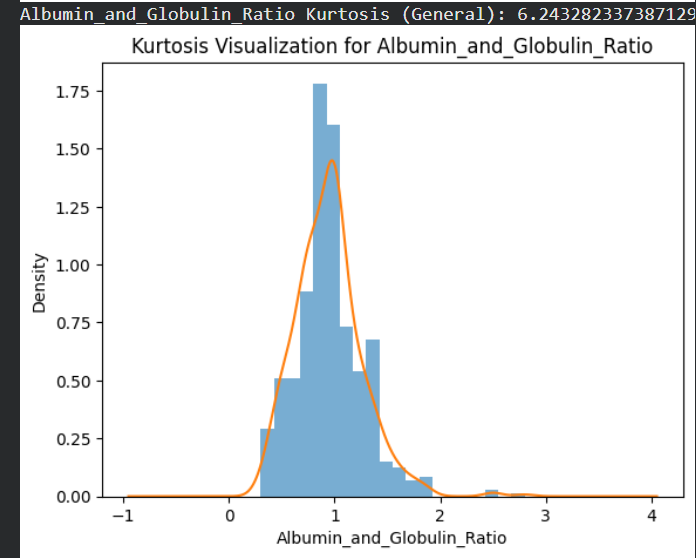 Albumin_and_Globulin_Ratio Kurtosis (General): 6.243282337387129
Kurtosis Visualization for Albumin_and_Globulin_Ratio
1.75
1.50
1.25
1.00
0.75
0.50
0.25
0.00
Density
−1 0 1 2 3 4
Albumin_and_Globulin_Ratio